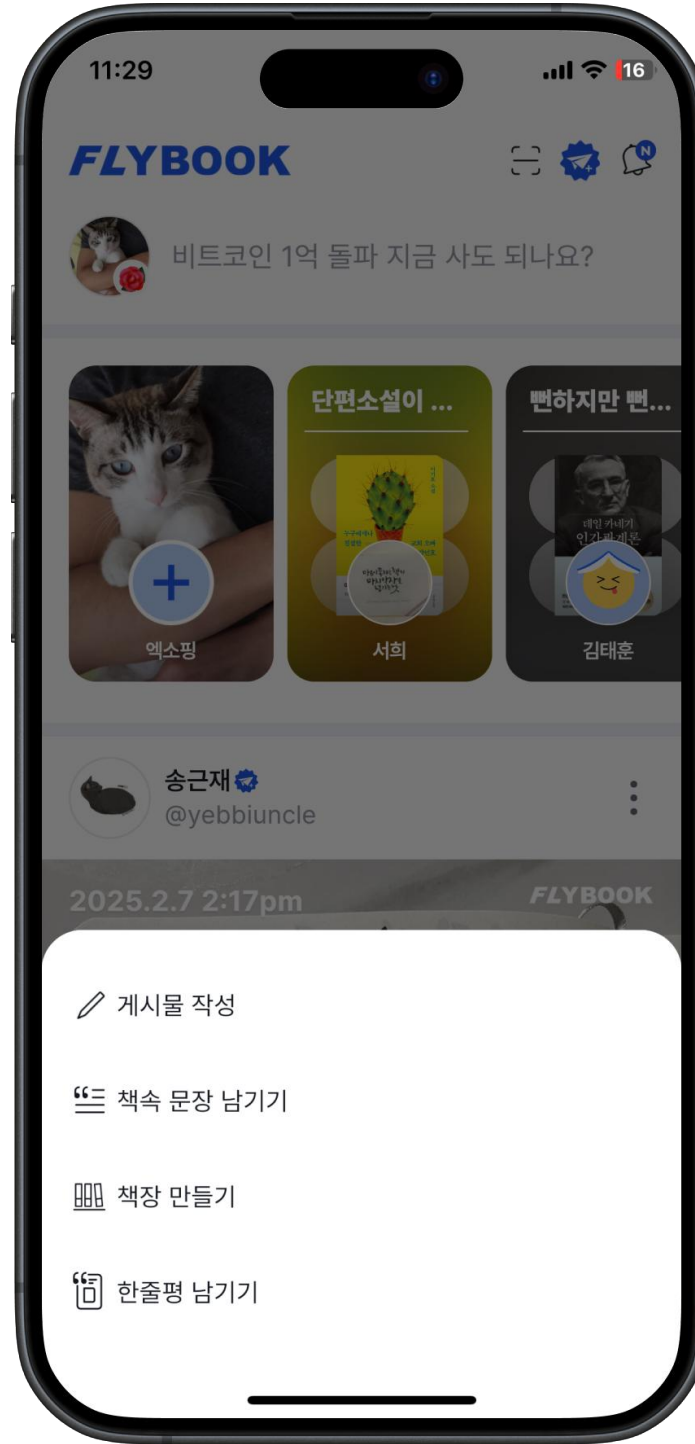 11:29
16
FLYBOOK
N
비트코인 1억 돌파 지금 사도 되나요?
단편소설이 ...
뻔하지만 뻔...
데일 카네기
인간관계론
엑소핑
서희
김태훈
송근재
@yebbiuncle
2025.2.7 2:17pm
FLYBOOK
게시물 작성
책속 문장 남기기
책장 만들기
한줄평 남기기